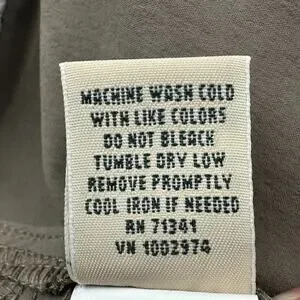 MACHINE WASH COLD
WITH LIKE COLORS
DO NOT BLEACK
TUMBLE DRY LOW
REMOVE PROMPTLY
COOL IRON IF NEEDED
RN 71341
VN 1002974